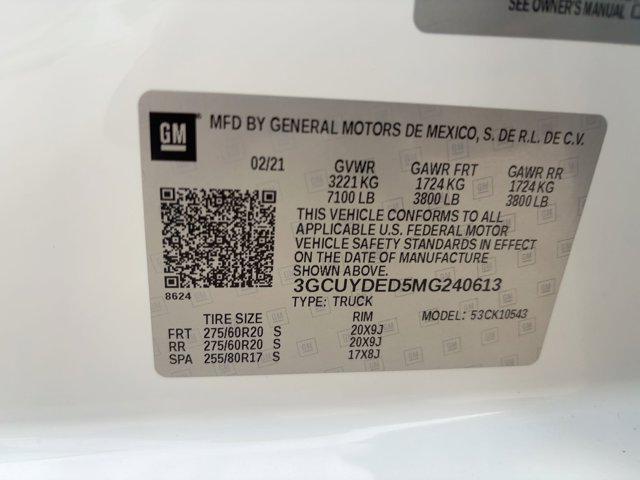 SEE OWNER'S MANUAL
GM
MFD BY GENERAL MOTORS DE MEXICO, S. DE R.L. DE C.V.
02/21 GVWR GAWR FRT GAWR RR
3221 KG 1724 KG 1724 KG
7100 LB 3800 LB 3800 LB
THIS VEHICLE CONFORMS TO ALL
APPLICABLE U.S. FEDERAL MOTOR
VEHICLE SAFETY STANDARDS IN EFFECT
ON THE DATE OF MANUFACTURE
SHOWN ABOVE.
8624 3GCUYDED5MG240613
TYPE: TRUCK
TIRE SIZE RIM MODEL: 53CK10543
FRT 275/60R20 S 20X9J
RR 275/60R20 S 20X9J
SPA 255/80R17 S 17X8J